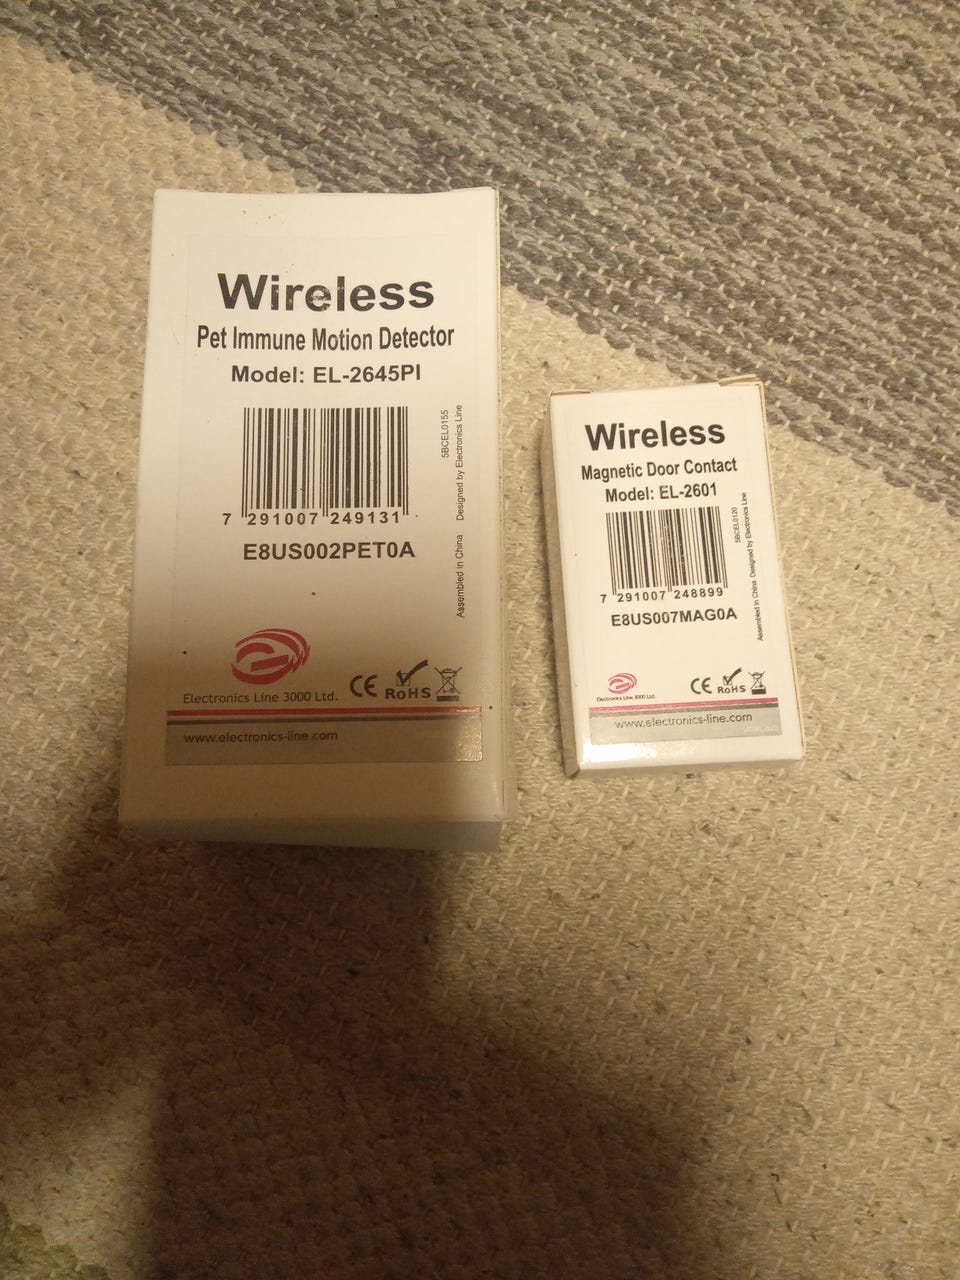 Wireless
Pet Immune Motion Detector
Model: EL-2645PI
7 291007 249131
E8US002PET0A
5BCEL0155
Assembled in China Designed by Electronics Line
Electronics Line 3000 Ltd.
CE RoHS
www.electronics-line.com
Wireless
Magnetic Door Contact
Model: EL-2601
7 291007 248899
E8US007MAG0A
5BCEL0120
Assembled in China Designed by Electronics Line
Electronics Line 3000 Ltd.
CE RoHS
www.electronics-line.com